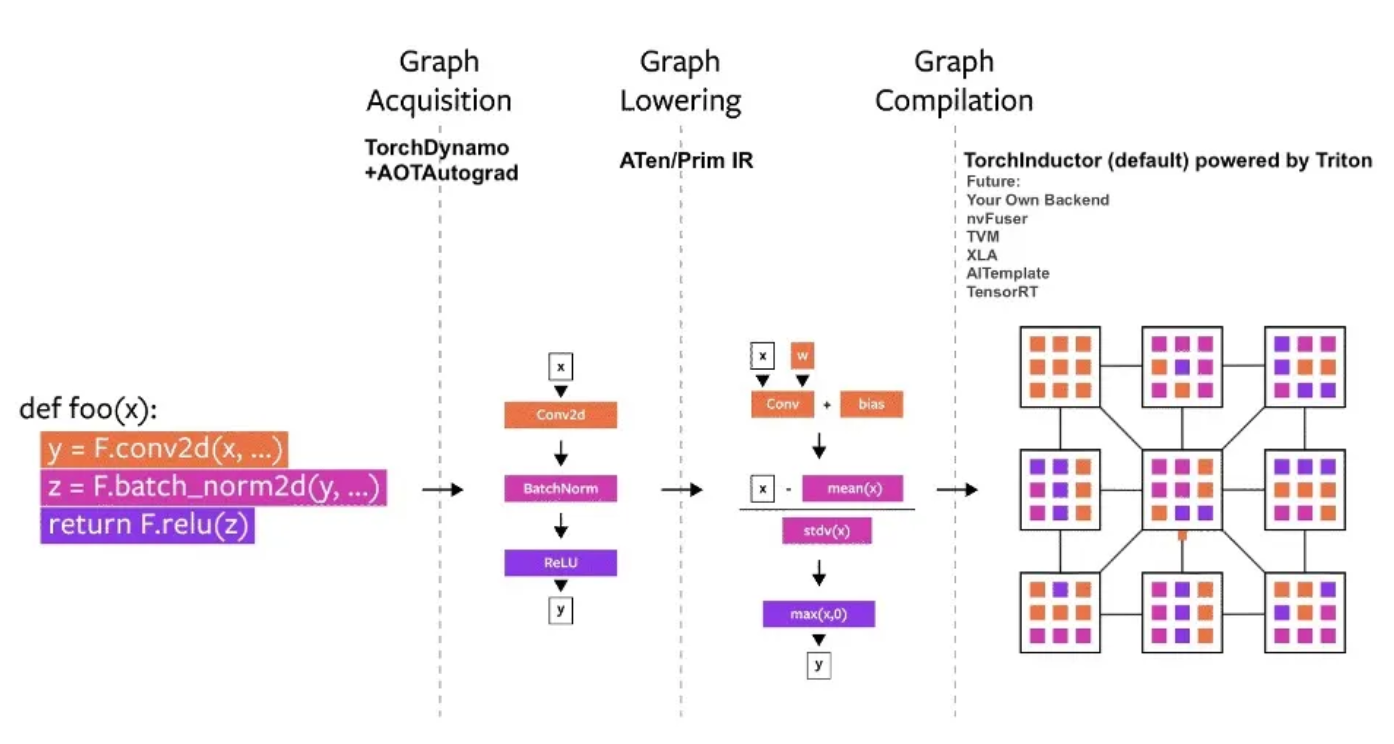 Graph
Acquisition
Graph
Lowering
Graph
Compilation
TorchDynamo
+AOTAutograd
ATen/Prim IR
TorchInductor (default) powered by Triton
Future:
Your Own Backend
nvFuser
TVM
XLA
AITemplate
TensorRT
def foo(x):
y = F.conv2d(x, ...)
z = F.batch_norm2d(y, ...)
return F.relu(z)
x
Conv2d
BatchNorm
ReLU
y
x w
Conv + bias
x - mean(x)
stdv(x)
max(x,0)
y